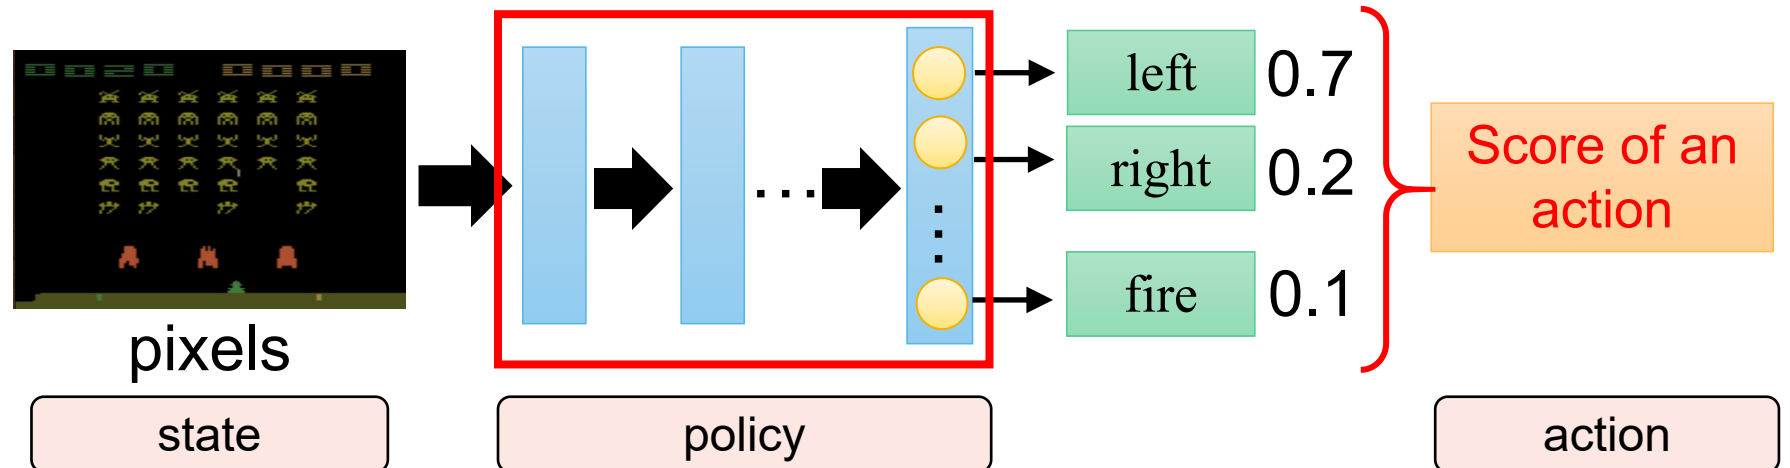 pixels
state
policy
left 0.7
right 0.2
fire 0.1
Score of an
action
action